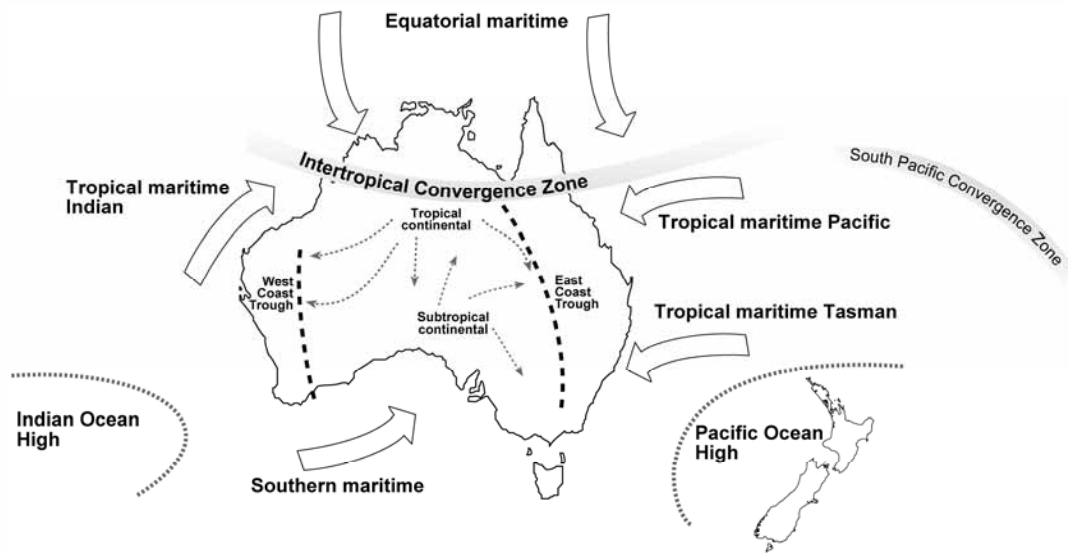 Equatorial maritime
Intertropical Convergence Zone
South Pacific Convergence Zone
Tropical maritime
Indian
Tropical
continental
Tropical maritime Pacific
West
Coast
Trough
East
Coast
Trough
Subtropical
continental
Tropical maritime Tasman
Indian Ocean
High
Pacific Ocean
High
Southern maritime